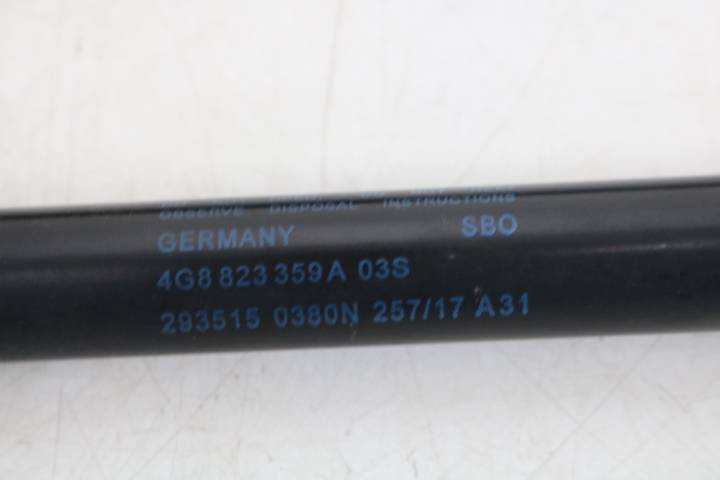 OBSERVE DISPOSAL INSTRUCTIONS
GERMANY SBO
4G8 823 359 A 03S
293515 0380N 257/17 A31